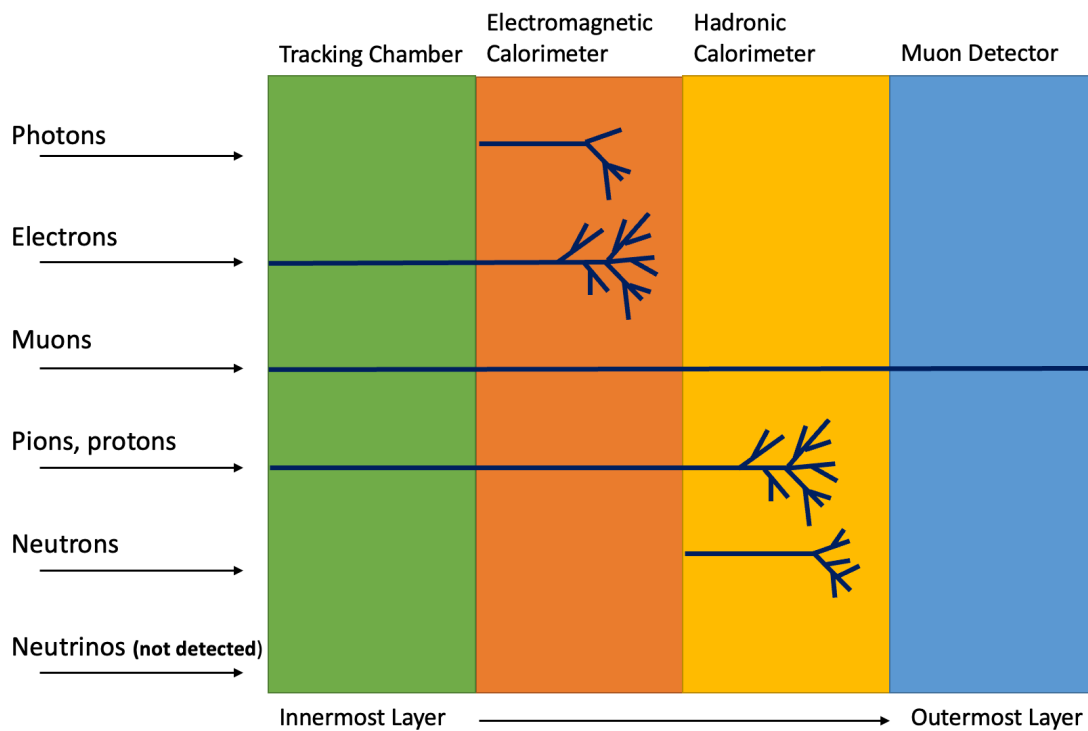 Tracking Chamber
Electromagnetic
Calorimeter
Hadronic
Calorimeter
Muon Detector
Photons
Electrons
Muons
Pions, protons
Neutrons
Neutrinos (not detected)
Innermost Layer
Outermost Layer